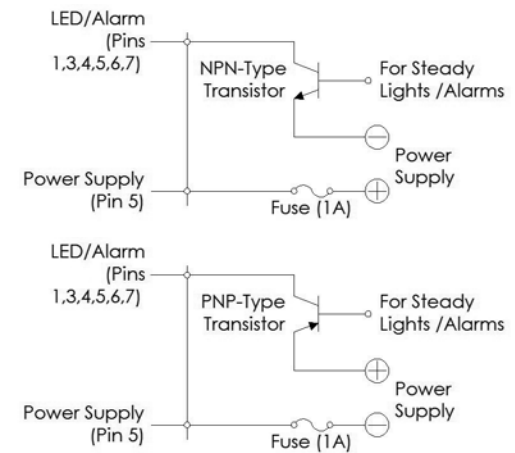 LED/Alarm
(Pins
1,3,4,5,6,7)
NPN-Type
Transistor
For Steady
Lights /Alarms
Power
Supply
Power Supply
(Pin 5)
Fuse (1A)
LED/Alarm
(Pins
1,3,4,5,6,7)
PNP-Type
Transistor
For Steady
Lights /Alarms
Power
Supply
Power Supply
(Pin 5)
Fuse (1A)